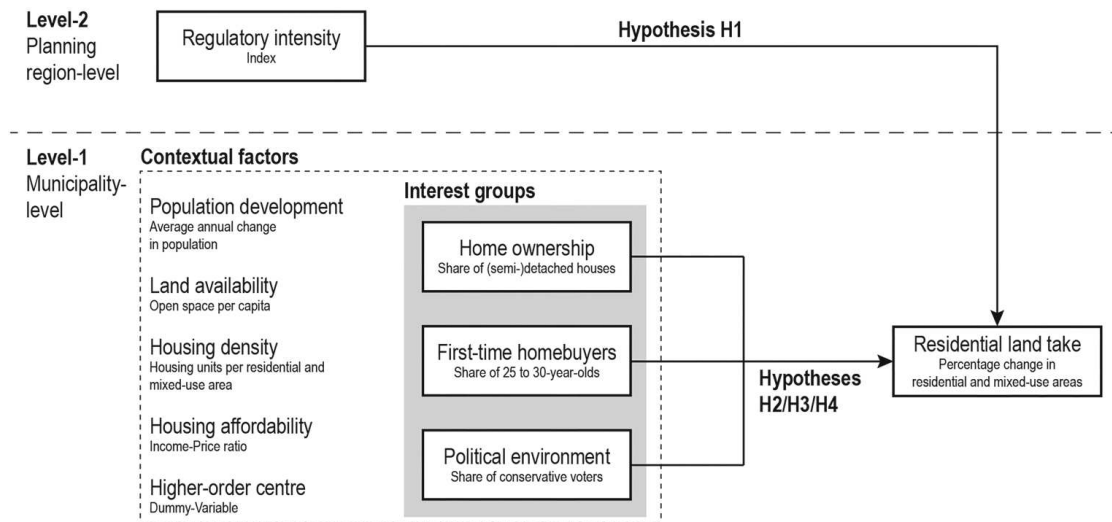 Level-2
Planning
region-level
Regulatory intensity
Index
Hypothesis H1
Level-1
Municipality-
level
Contextual factors
Population development
Average annual change
in population
Land availability
Open space per capita
Housing density
Housing units per residential and
mixed-use area
Housing affordability
Income-Price ratio
Higher-order centre
Dummy-Variable
Interest groups
Home ownership
Share of (semi-)detached houses
First-time homebuyers
Share of 25 to 30-year-olds
Political environment
Share of conservative voters
Hypotheses
H2/H3/H4
Residential land take
Percentage change in
residential and mixed-use areas